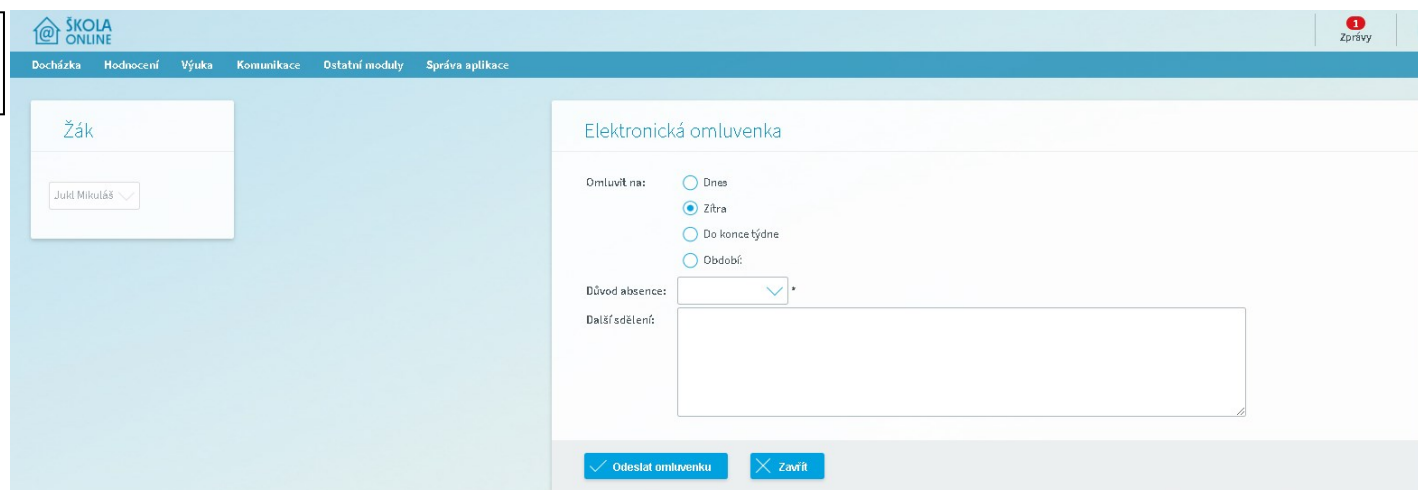 ŠKOLA
ONLINE
1
Zprávy
Docházka Hodnocení Výuka Komunikace Ostatní moduly Správa aplikace
Žák
Jukl Mikuláš
Elektronická omluvenka
Omluvit na: Dnes
Zítra
Do konce týdne
Období:
Důvod absence: *
Další sdělení:
Odeslat omluvenku Zavřít